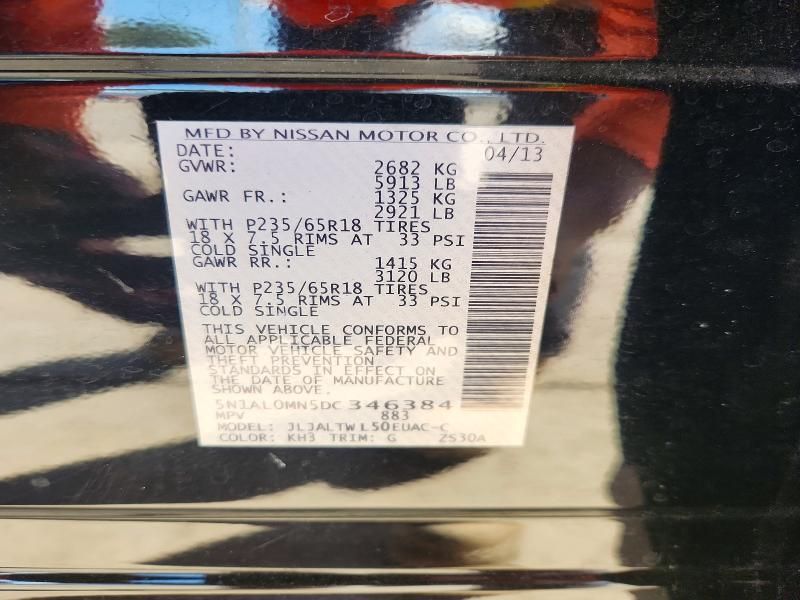 MFD BY NISSAN MOTOR CO., LTD.
DATE: 04/13
GVWR: 2682 KG
5913 LB
GAWR FR.: 1325 KG
2921 LB
WITH P235/65R18 TIRES
18 X 7.5 RIMS AT 33 PSI
COLD SINGLE
GAWR RR.: 1415 KG
3120 LB
WITH P235/65R18 TIRES
18 X 7.5 RIMS AT 33 PSI
COLD SINGLE
THIS VEHICLE CONFORMS TO
ALL APPLICABLE FEDERAL
MOTOR VEHICLE SAFETY AND
THEFT PREVENTION
STANDARDS IN EFFECT ON
THE DATE OF MANUFACTURE
SHOWN ABOVE.
5N1AL0MN5DC346384
MPV 883
MODEL: JLJALTWL50EUAC-C
COLOR: KH3 TRIM: G ZS30A